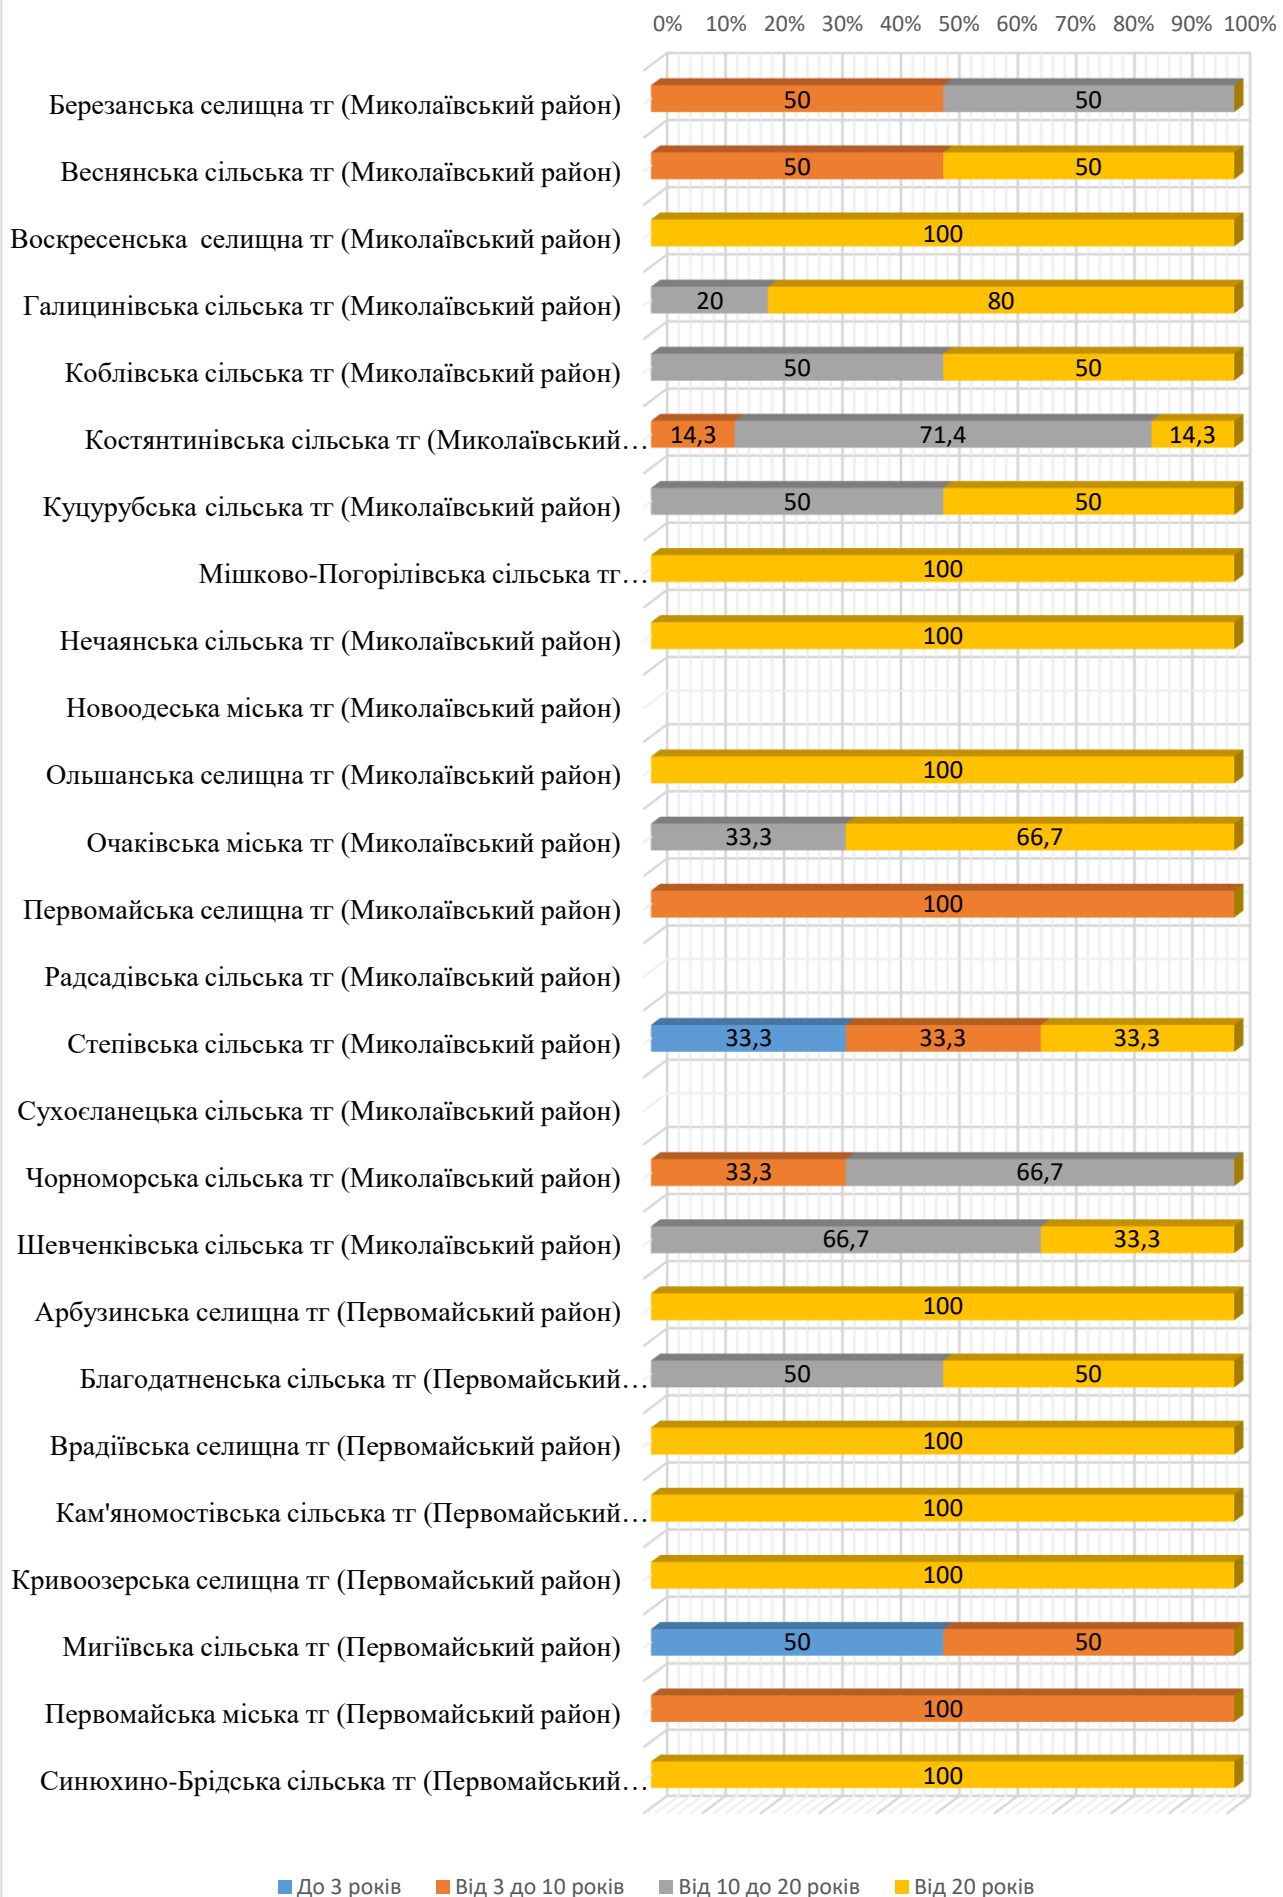 0% 10% 20% 30% 40% 50% 60% 70% 80% 90% 100%
Березанська селищна тг (Миколаївський район) 50 50
Веснянська сільська тг (Миколаївський район) 50 50
Воскресенська селищна тг (Миколаївський район) 100
Галицинівська сільська тг (Миколаївський район) 20 80
Коблівська сільська тг (Миколаївський район) 50 50
Костянтинівська сільська тг (Миколаївський… 14,3 71,4 14,3
Куцурубська сільська тг (Миколаївський район) 50 50
Мішково-Погорілівська сільська тг… 100
Нечаянська сільська тг (Миколаївський район) 100
Новоодеська міська тг (Миколаївський район)
Ольшанська селищна тг (Миколаївський район) 100
Очаківська міська тг (Миколаївський район) 33,3 66,7
Первомайська селищна тг (Миколаївський район) 100
Радсадівська сільська тг (Миколаївський район)
Степівська сільська тг (Миколаївський район) 33,3 33,3 33,3
Сухоєланецька сільська тг (Миколаївський район)
Чорноморська сільська тг (Миколаївський район) 33,3 66,7
Шевченківська сільська тг (Миколаївський район) 66,7 33,3
Арбузинська селищна тг (Первомайський район) 100
Благодатненська сільська тг (Первомайський… 50 50
Врадіївська селищна тг (Первомайський район) 100
Кам'яномостівська сільська тг (Первомайський… 100
Кривоозерська селищна тг (Первомайський район) 100
Мигіївська сільська тг (Первомайський район) 50 50
Первомайська міська тг (Первомайський район) 100
Синюхино-Брідська сільська тг (Первомайський… 100
До 3 років Від 3 до 10 років Від 10 до 20 років Від 20 років